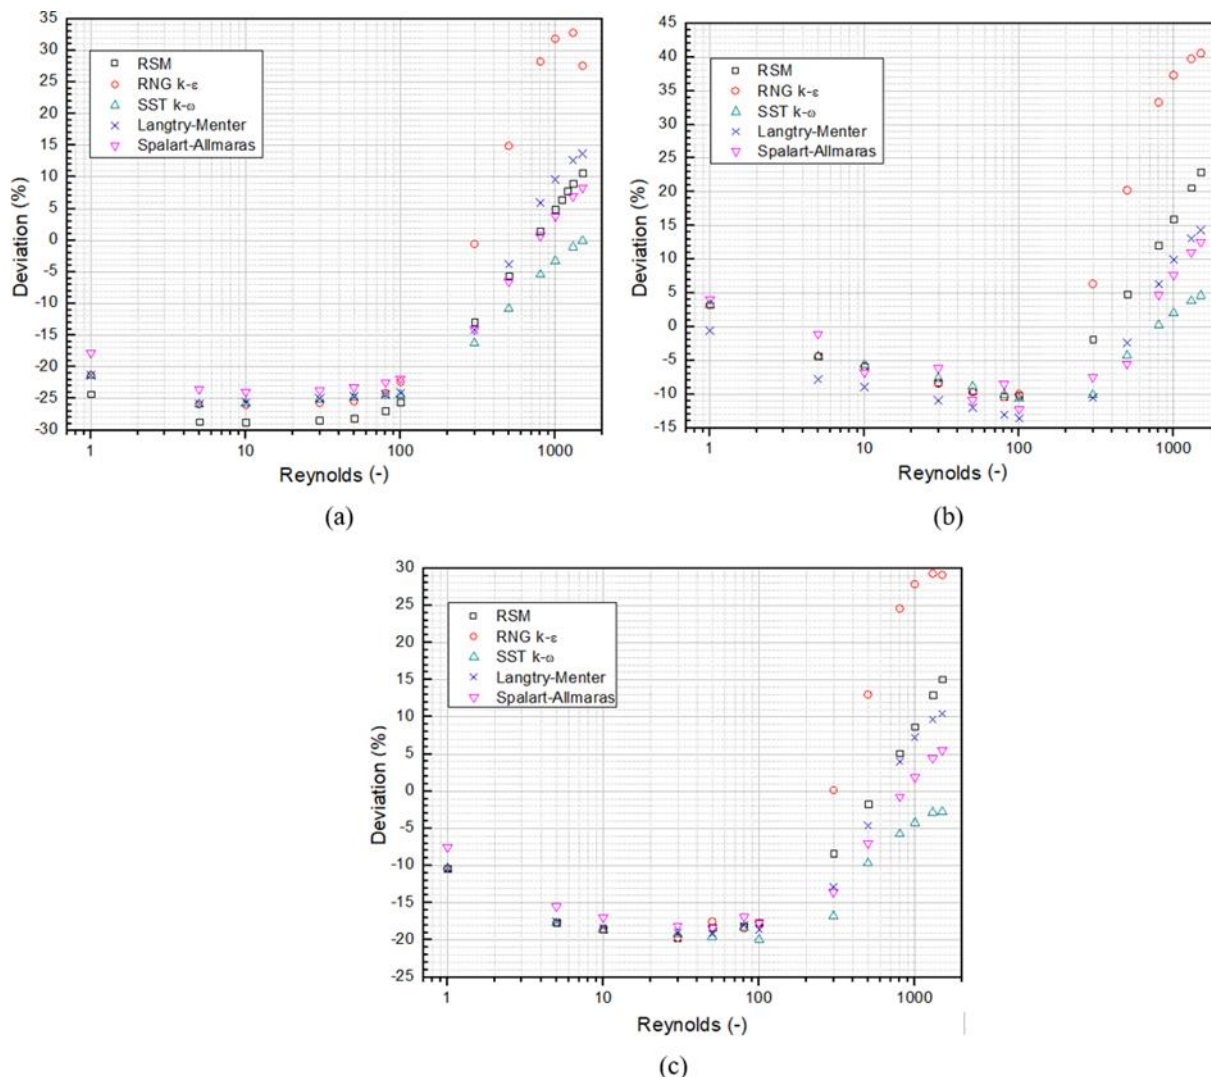 35
30
25
20
15
10
5
0
-5
-10
-15
-20
-25
-30
Deviation (%)
RSM
RNG k-ε
SST k-ω
Langtry-Menter
Spalart-Allmaras
1
10
100
1000
Reynolds (-)
(a)
45
40
35
30
25
20
15
10
5
0
-5
-10
-15
Deviation (%)
RSM
RNG k-ε
SST k-ω
Langtry-Menter
Spalart-Allmaras
1
10
100
1000
Reynolds (-)
(b)
30
25
20
15
10
5
0
-5
-10
-15
-20
-25
Deviation (%)
RSM
RNG k-ε
SST k-ω
Langtry-Menter
Spalart-Allmaras
1
10
100
1000
Reynolds (-)
(c)